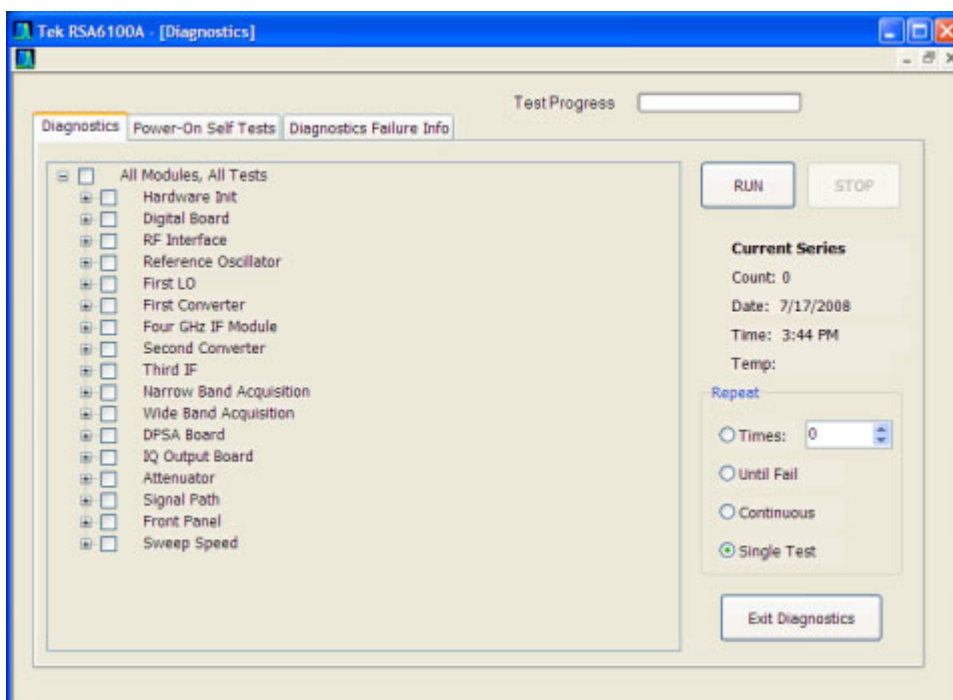 Tek RSA6100A - [Diagnostics]
Test Progress
Diagnostics
Power-On Self Tests
Diagnostics Failure Info
All Modules, All Tests
Hardware Init
Digital Board
RF Interface
Reference Oscillator
First LO
First Converter
Four GHz IF Module
Second Converter
Third IF
Narrow Band Acquisition
Wide Band Acquisition
DPSA Board
IQ Output Board
Attenuator
Signal Path
Front Panel
Sweep Speed
RUN
STOP
Current Series
Count: 0
Date: 7/17/2008
Time: 3:44 PM
Temp:
Repeat
Times: 0
Until Fail
Continuous
Single Test
Exit Diagnostics